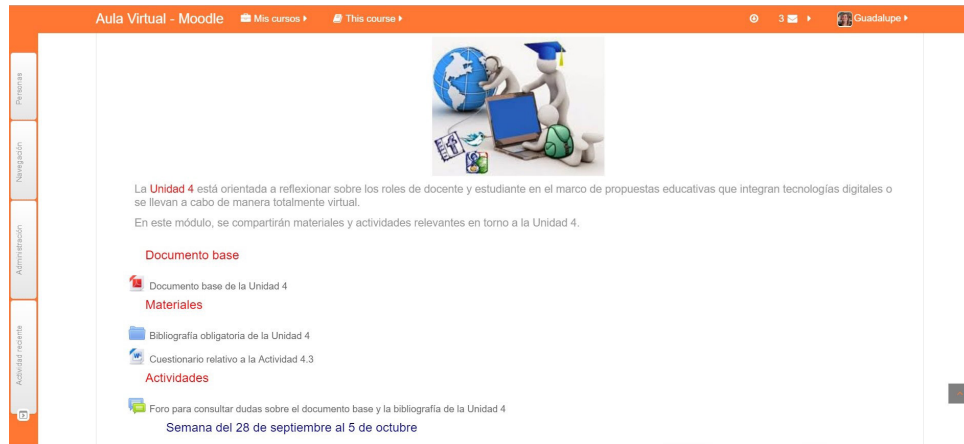 Aula Virtual - Moodle Mis cursos This course 3 Guadalupe
Personas
Navegación
Administración
Actividad reciente
La Unidad 4 está orientada a reflexionar sobre los roles de docente y estudiante en el marco de propuestas educativas que integran tecnologías digitales o
se llevan a cabo de manera totalmente virtual.
En este módulo, se compartirán materiales y actividades relevantes en torno a la Unidad 4.
Documento base
Documento base de la Unidad 4
Materiales
Bibliografía obligatoria de la Unidad 4
Cuestionario relativo a la Actividad 4.3
Actividades
Foro para consultar dudas sobre el documento base y la bibliografía de la Unidad 4
Semana del 28 de septiembre al 5 de octubre